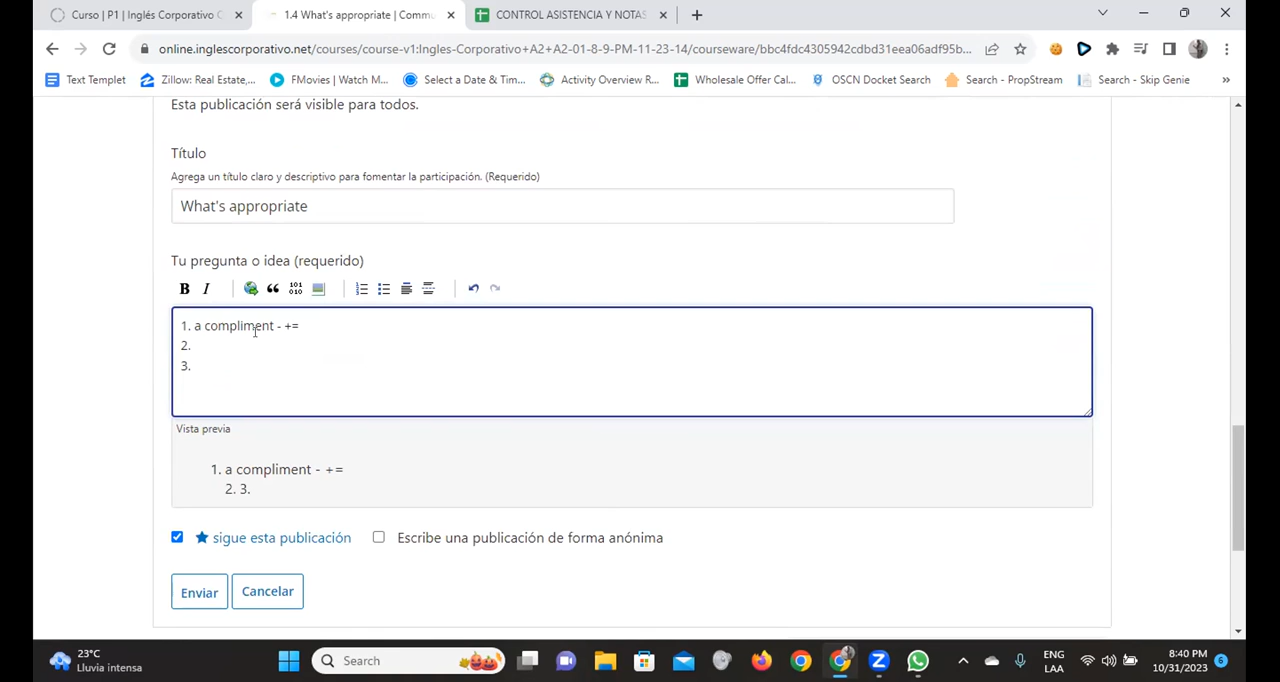 Curso | P1 | Inglés Corporativo C
1.4 What's appropriate | Commu
CONTROL ASISTENCIA Y NOTAS
online.inglescorporativo.net/courses/course-v1:Ingles-Corporativo+A2+A2-01-8-9-PM-11-23-14/courseware/bbc4fdc4305942cdbd31eea06adf95b...
Text Templet
Zillow: Real Estate,...
FMovies | Watch M...
Select a Date & Tim...
Activity Overview R...
Wholesale Offer Cal...
OSCN Docket Search
Search - PropStream
Search - Skip Genie
»
Esta publicación será visible para todos.
Título
Agrega un título claro y descriptivo para fomentar la participación. (Requerido)
What's appropriate
Tu pregunta o idea (requerido)
B I
1. a compliment - +=
2.
3.
Vista previa
1. a compliment - +=
2. 3.
sigue esta publicación
Escribe una publicación de forma anónima
Enviar
Cancelar
23°C
Lluvia intensa
Search
ENG
LAA
8:40 PM
10/31/2023
6